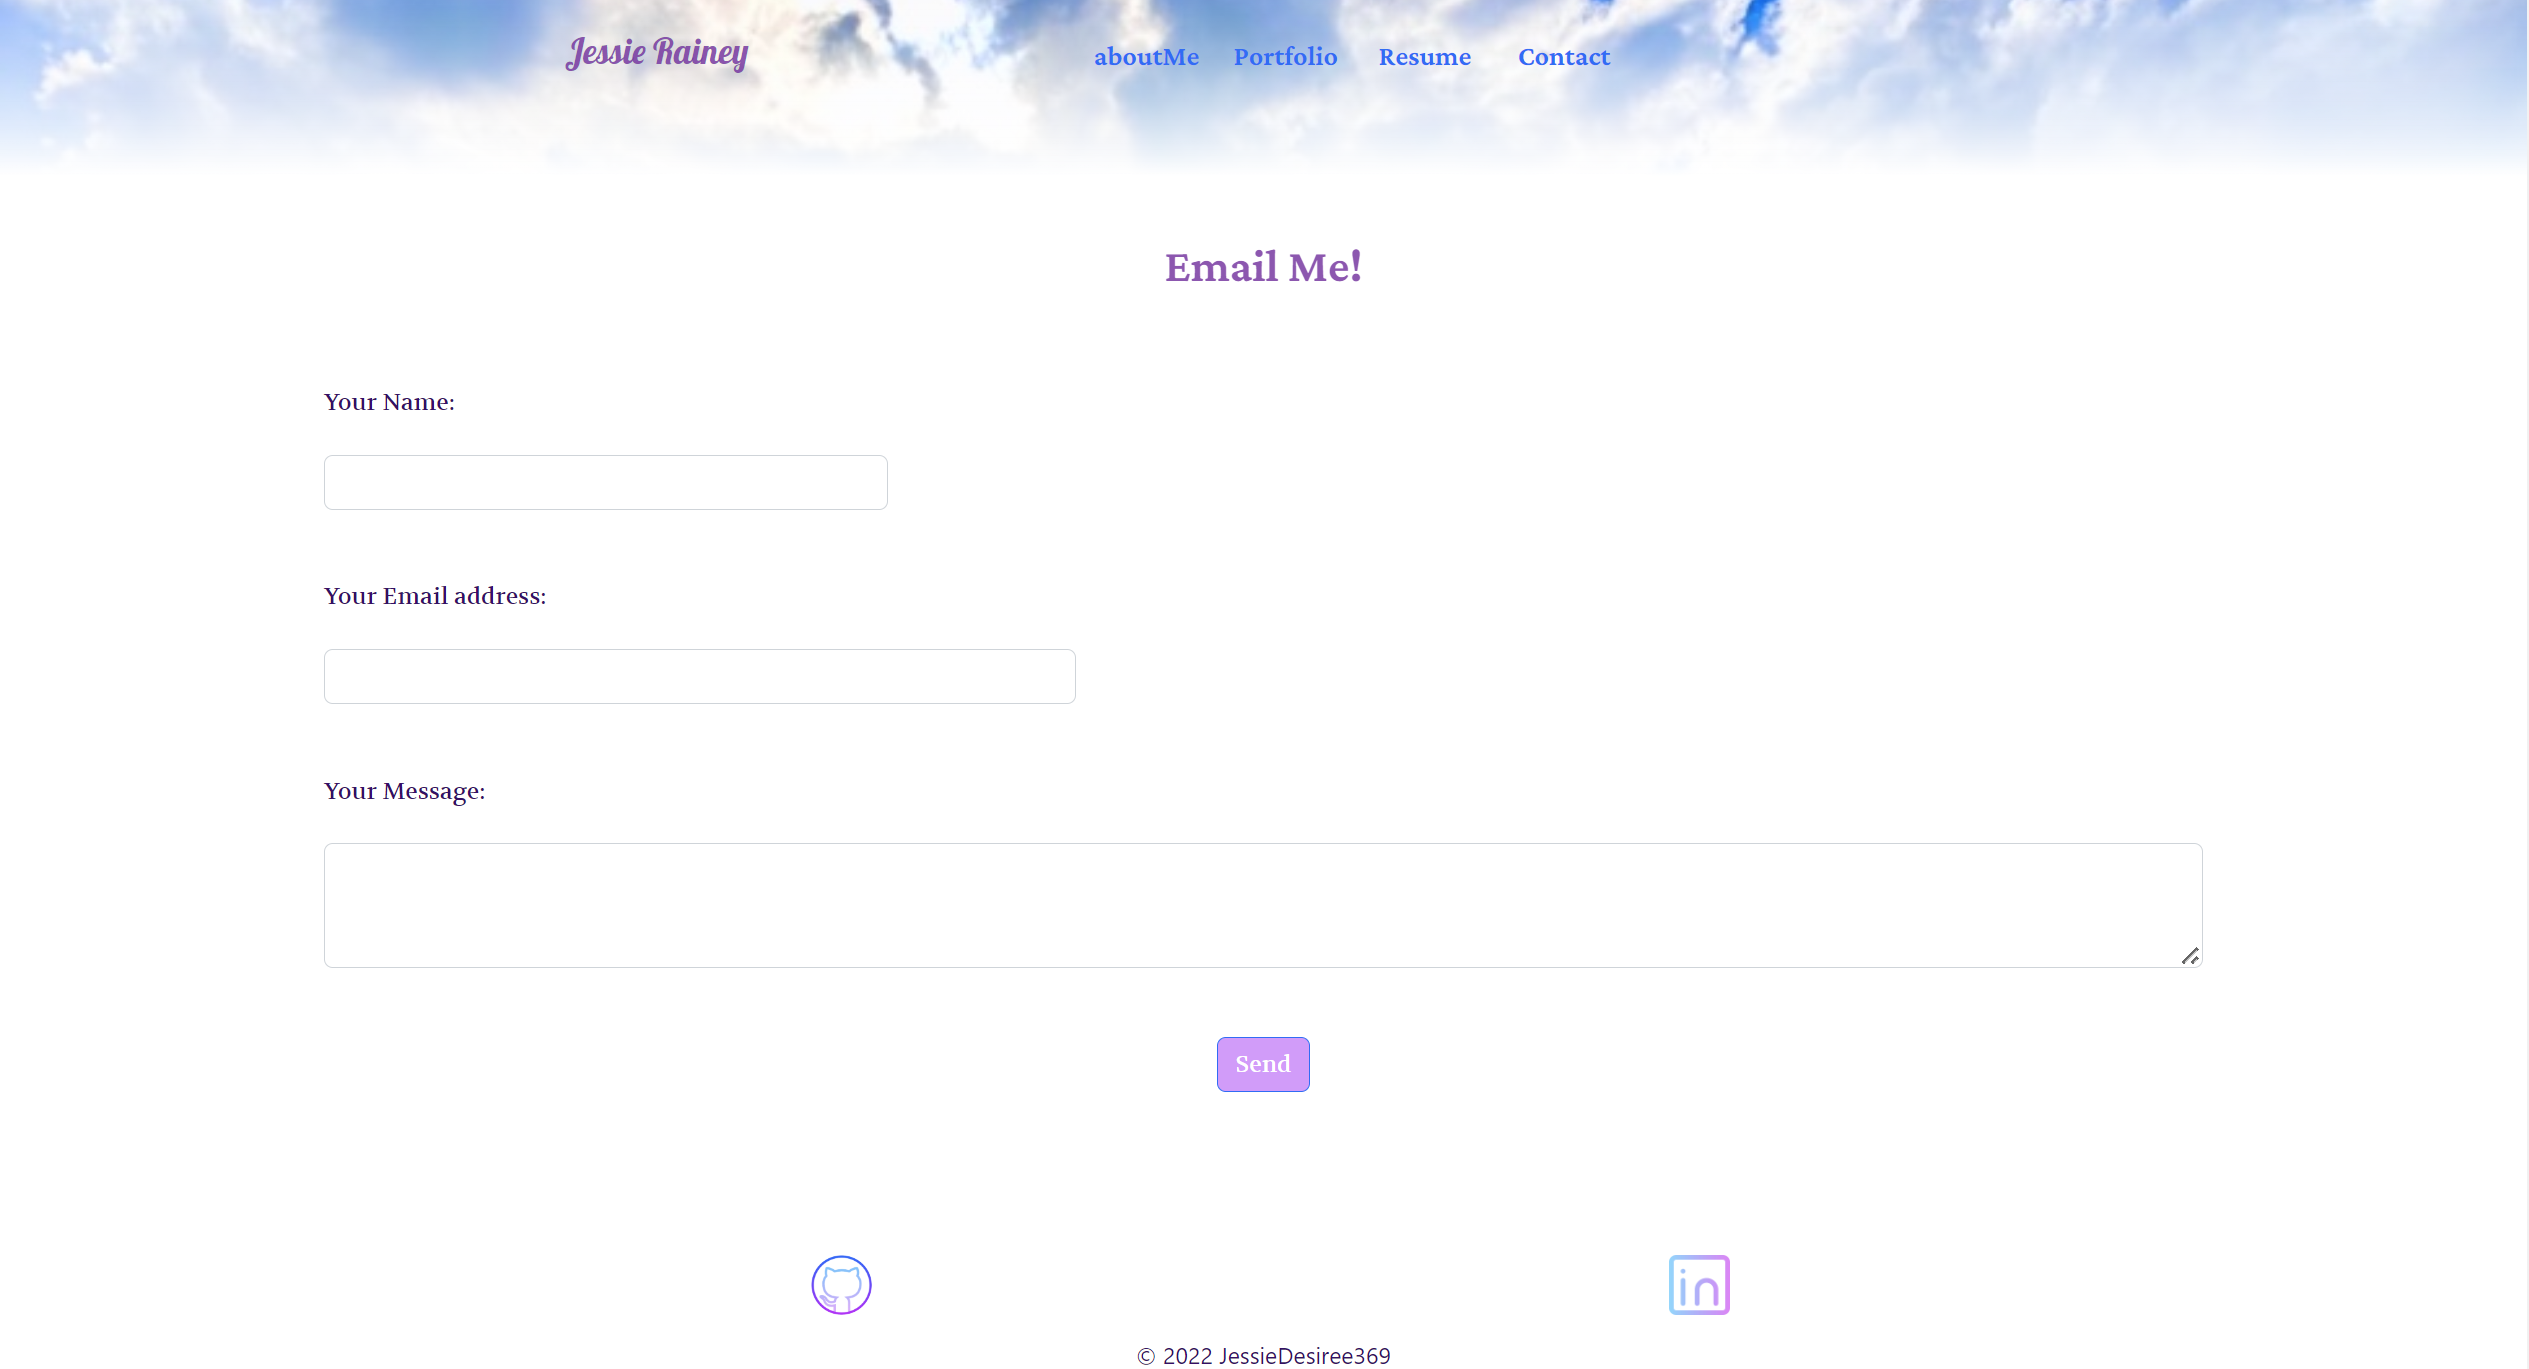 Jessie Rainey
aboutMe Portfolio Resume Contact
Email Me!
Your Name:
Your Email address:
Your Message:
Send
in
© 2022 JessieDesiree369